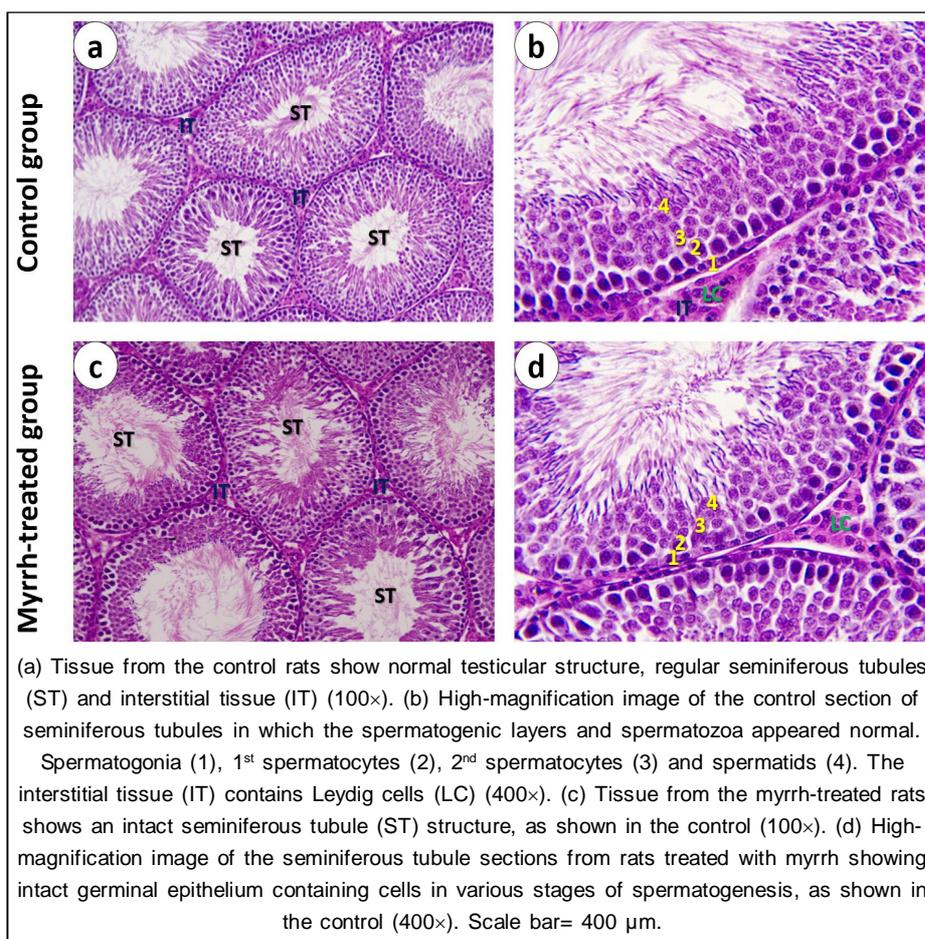 Control group
a
ST
IT
IT
ST
ST
b
4
3
2
1
LC
IT
Myrrh-treated group
c
ST
ST
IT
IT
ST
d
4
3
2
1
LC
(a) Tissue from the control rats show normal testicular structure, regular seminiferous tubules
(ST) and interstitial tissue (IT) (100×). (b) High-magnification image of the control section of
seminiferous tubules in which the spermatogenic layers and spermatozoa appeared normal.
Spermatogonia (1), 1st spermatocytes (2), 2nd spermatocytes (3) and spermatids (4). The
interstitial tissue (IT) contains Leydig cells (LC) (400×). (c) Tissue from the myrrh-treated rats
shows an intact seminiferous tubule (ST) structure, as shown in the control (100×). (d) High-
magnification image of the seminiferous tubule sections from rats treated with myrrh showing
intact germinal epithelium containing cells in various stages of spermatogenesis, as shown in
the control (400×). Scale bar= 400 µm.